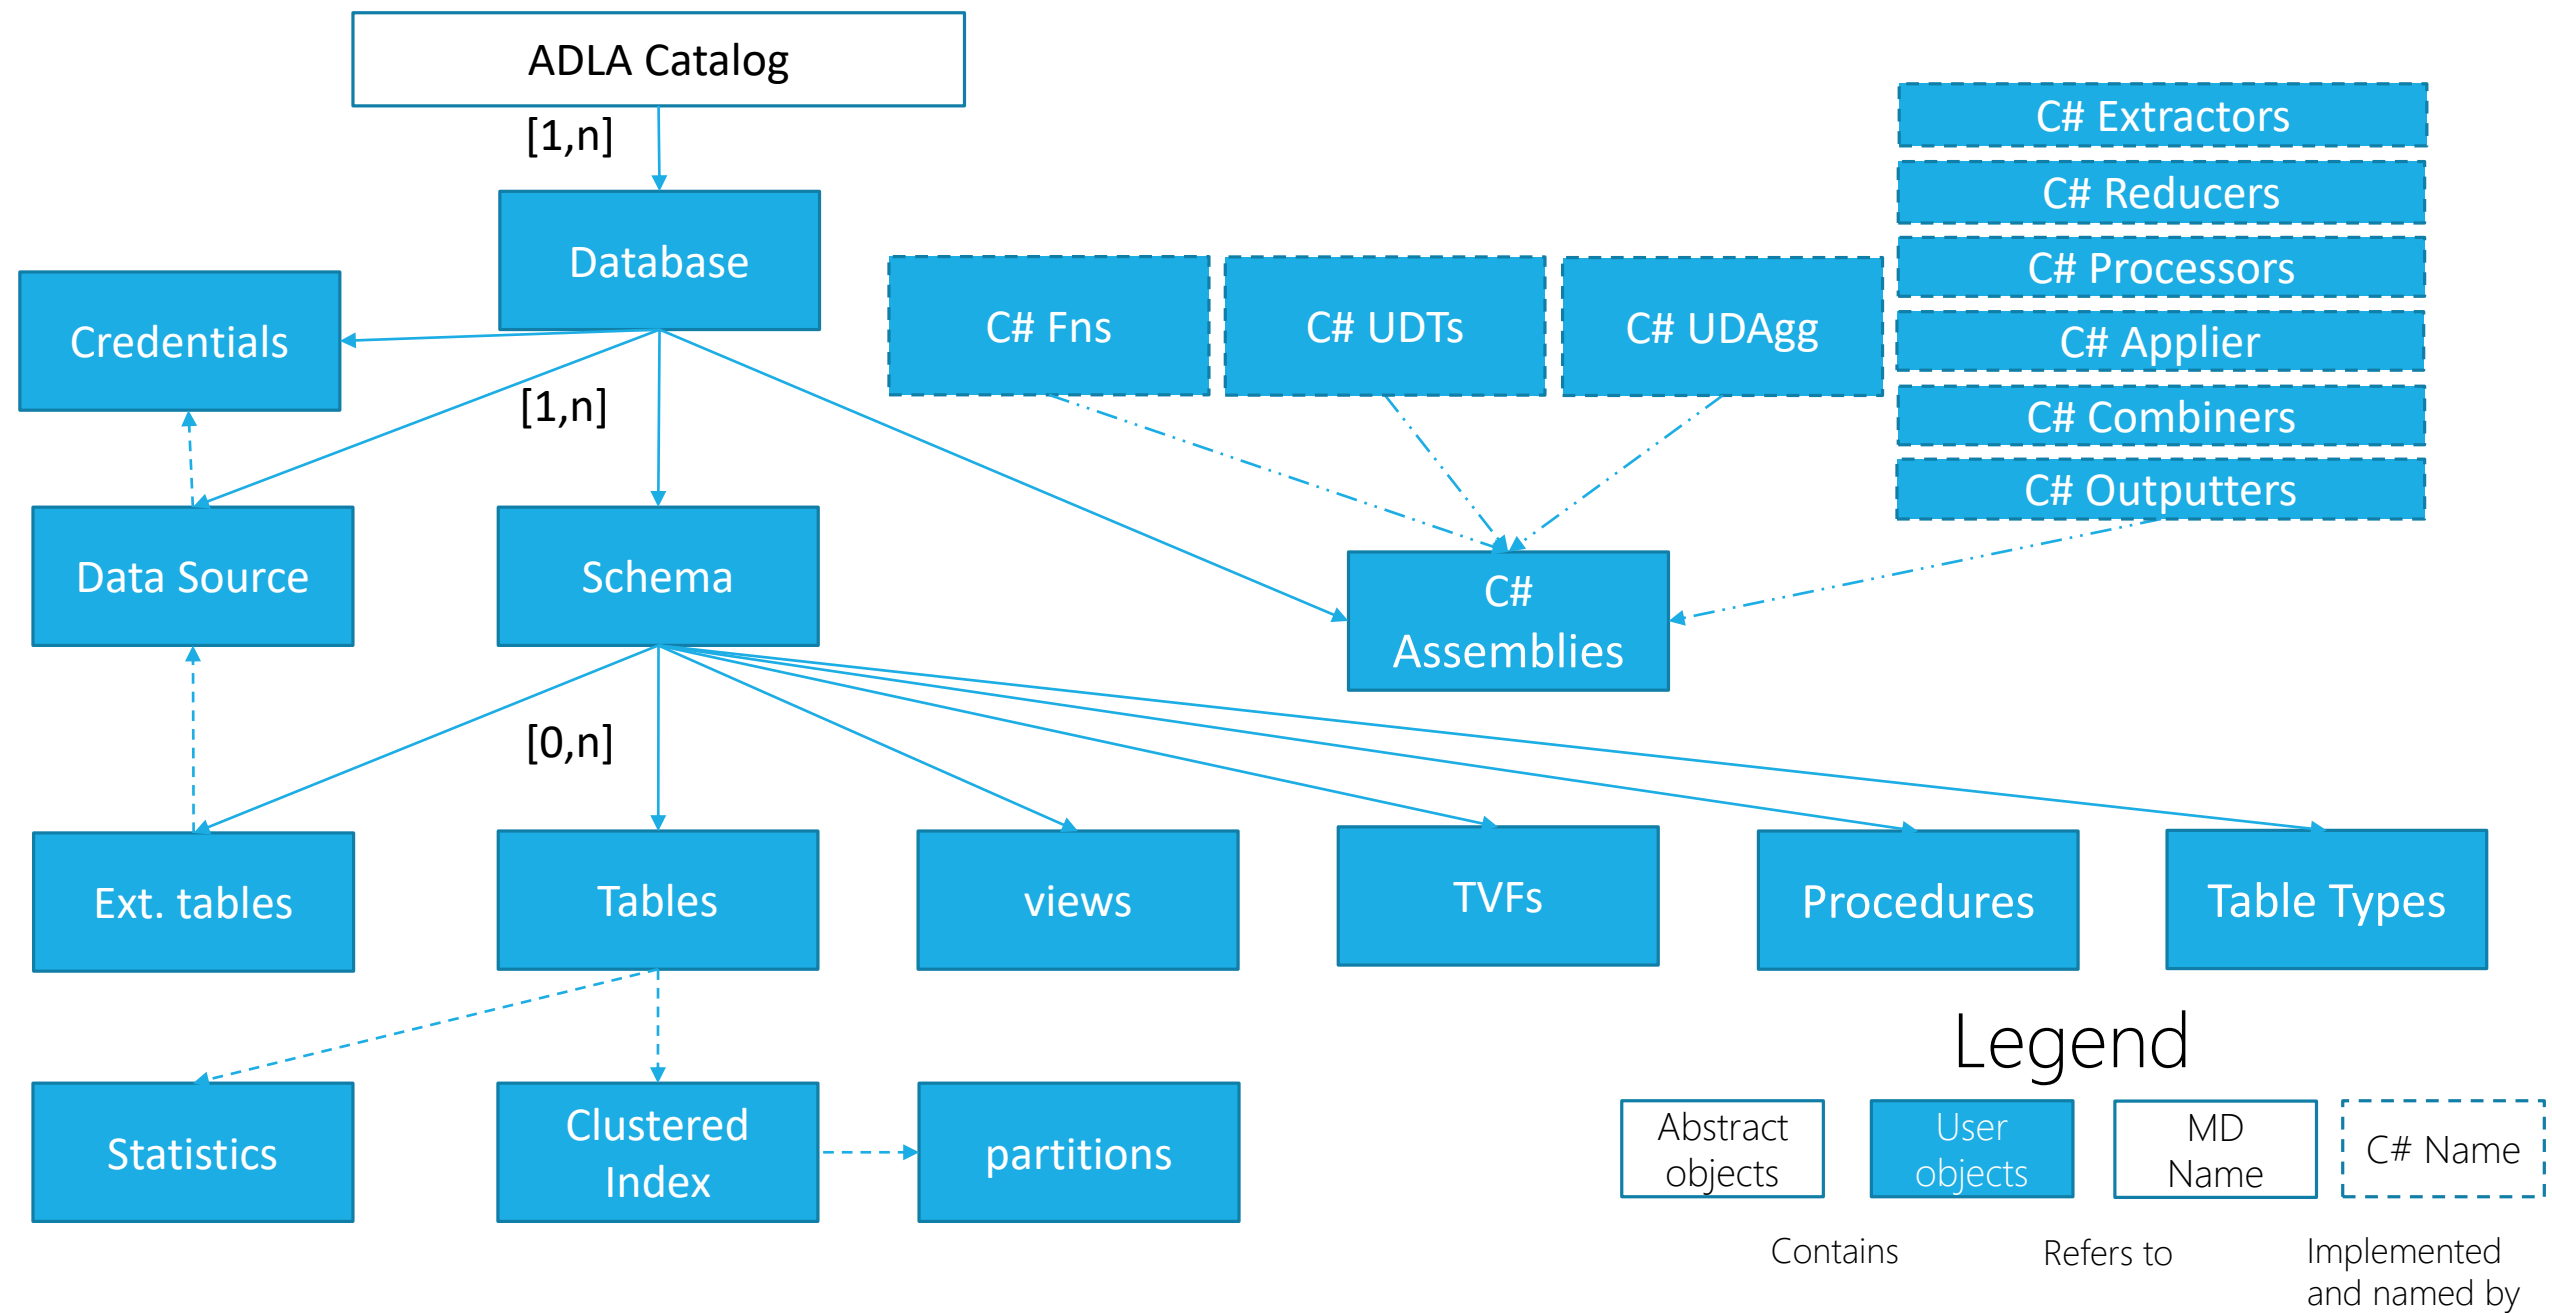 ADLA Catalog
[1,n]
Database
Credentials
[1,n]
C# Fns
C# UDTs
C# UDAgg
C# Extractors
C# Reducers
C# Processors
C# Applier
C# Combiners
C# Outputters
Data Source
Schema
C#
Assemblies
[0,n]
Ext. tables
Tables
views
TVFs
Procedures
Table Types
Statistics
Clustered
Index
partitions
Legend
Abstract
objects
User
objects
MD
Name
C# Name
Contains
Refers to
Implemented
and named by